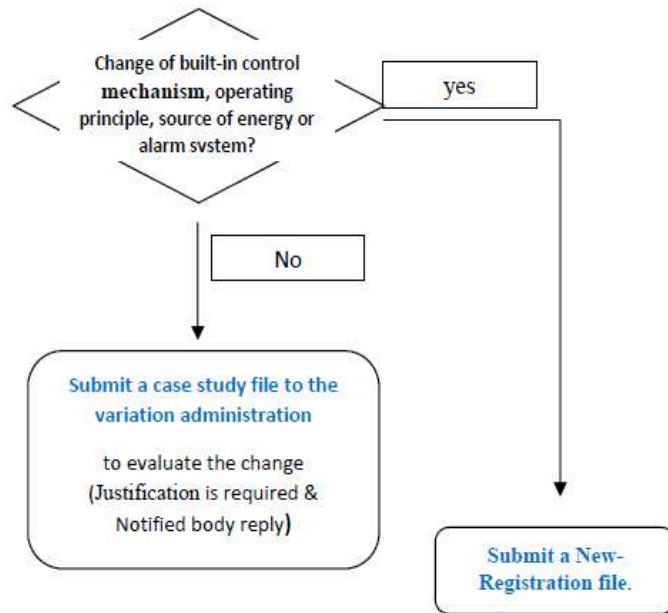 Change of built-in control
mechanism, operating
principle, source of energy or
alarm system?
yes
No
Submit a case study file to the
variation administration
to evaluate the change
(Justification is required &
Notified body reply)
Submit a New-
Registration file.